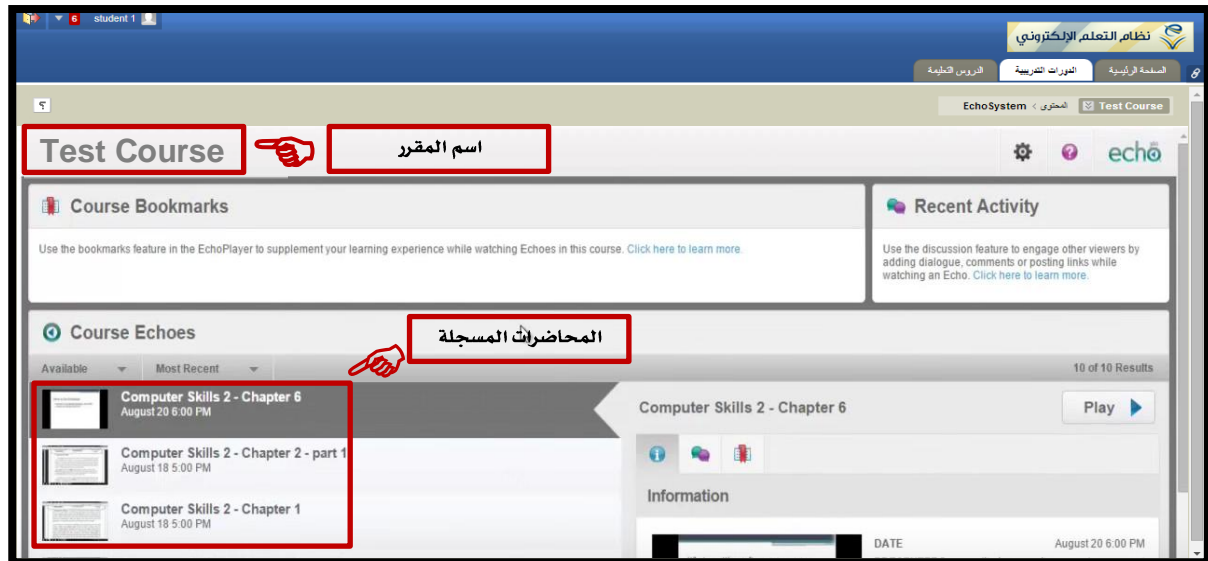 6 student 1
نظام التعلم الإلكتروني
الصفحة الرئيسية الدورات التدريبية الدروس
؟
Test Course المحتوى > EchoSystem
Test Course
اسم المقرر
echo
Course Bookmarks
Use the bookmarks feature in the EchoPlayer to supplement your learning experience while watching Echoes in this course. Click here to learn more.
Recent Activity
Use the discussion feature to engage other viewers by
adding dialogue, comments or posting links while
watching an Echo. Click here to learn more.
Course Echoes
المحاضرات المسجلة
Available Most Recent
10 of 10 Results
Computer Skills 2 - Chapter 6
August 20 6:00 PM
Computer Skills 2 - Chapter 2 - part 1
August 18 5:00 PM
Computer Skills 2 - Chapter 1
August 18 5:00 PM
Computer Skills 2 - Chapter 6
Play
Information
DATE August 20 6:00 PM